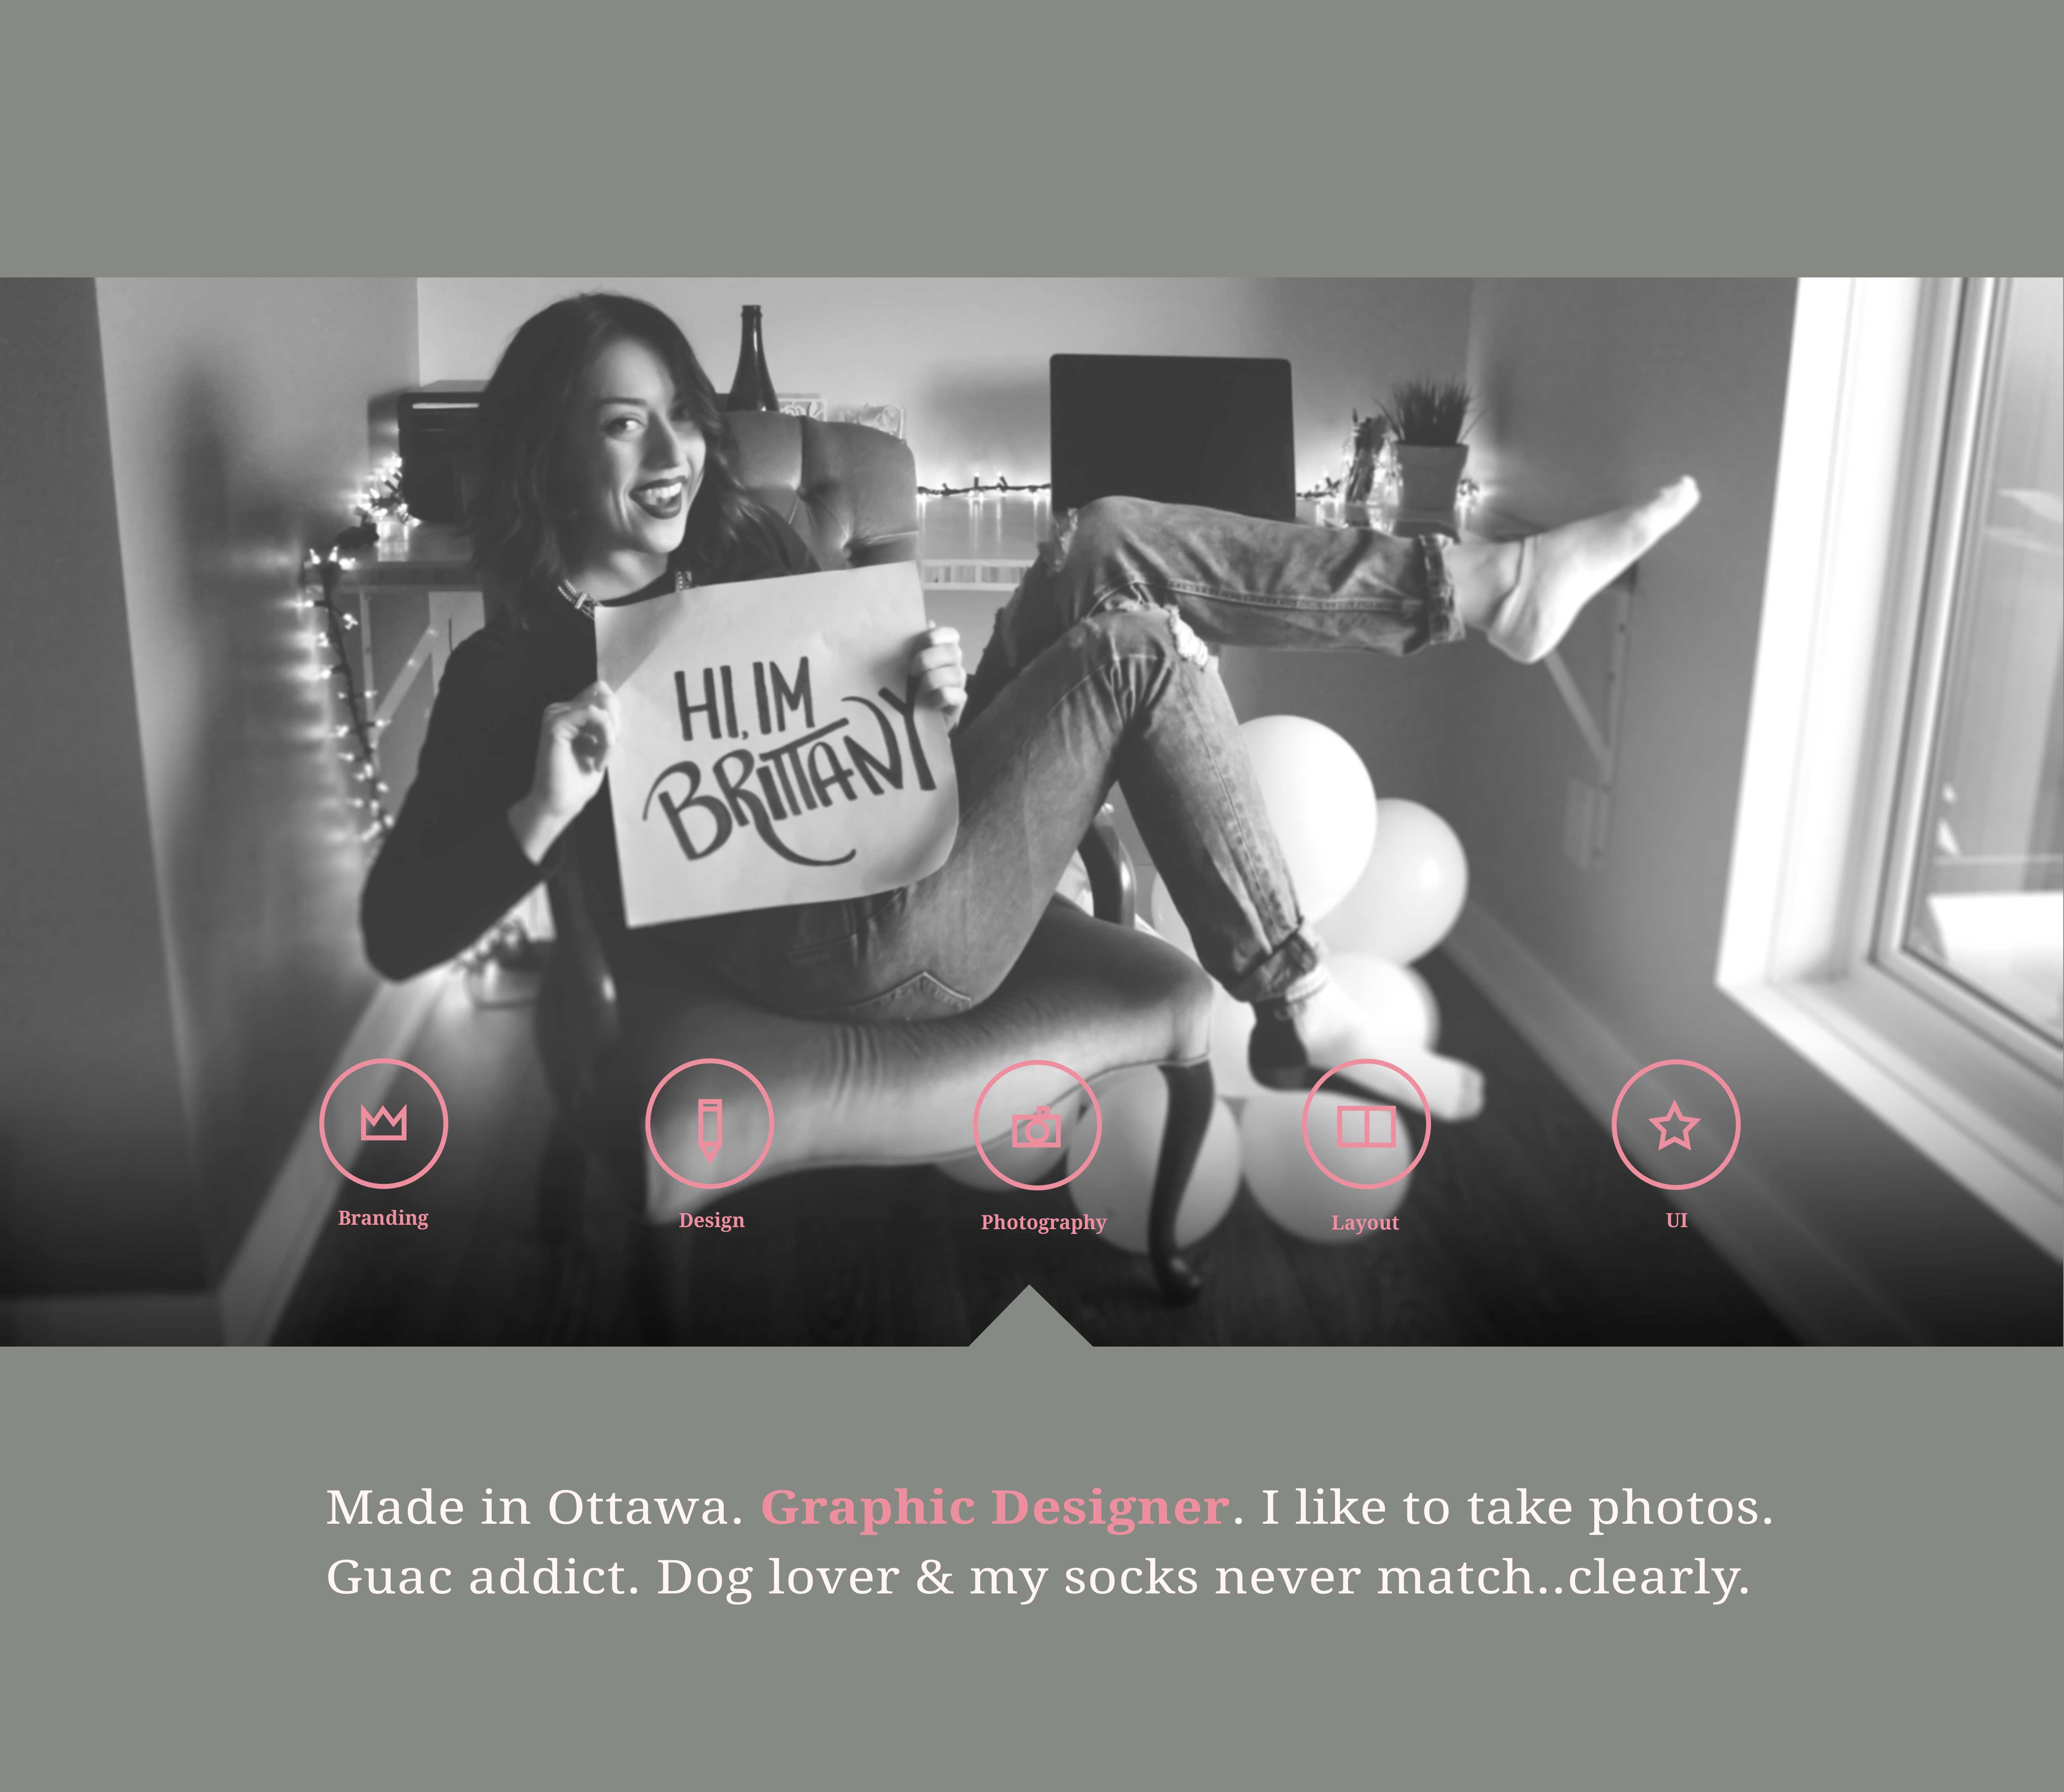 HI, IM
BRITTANY
Branding
Design
Photography
Layout
UI
Made in Ottawa. Graphic Designer. I like to take photos.
Guac addict. Dog lover & my socks never match..clearly.